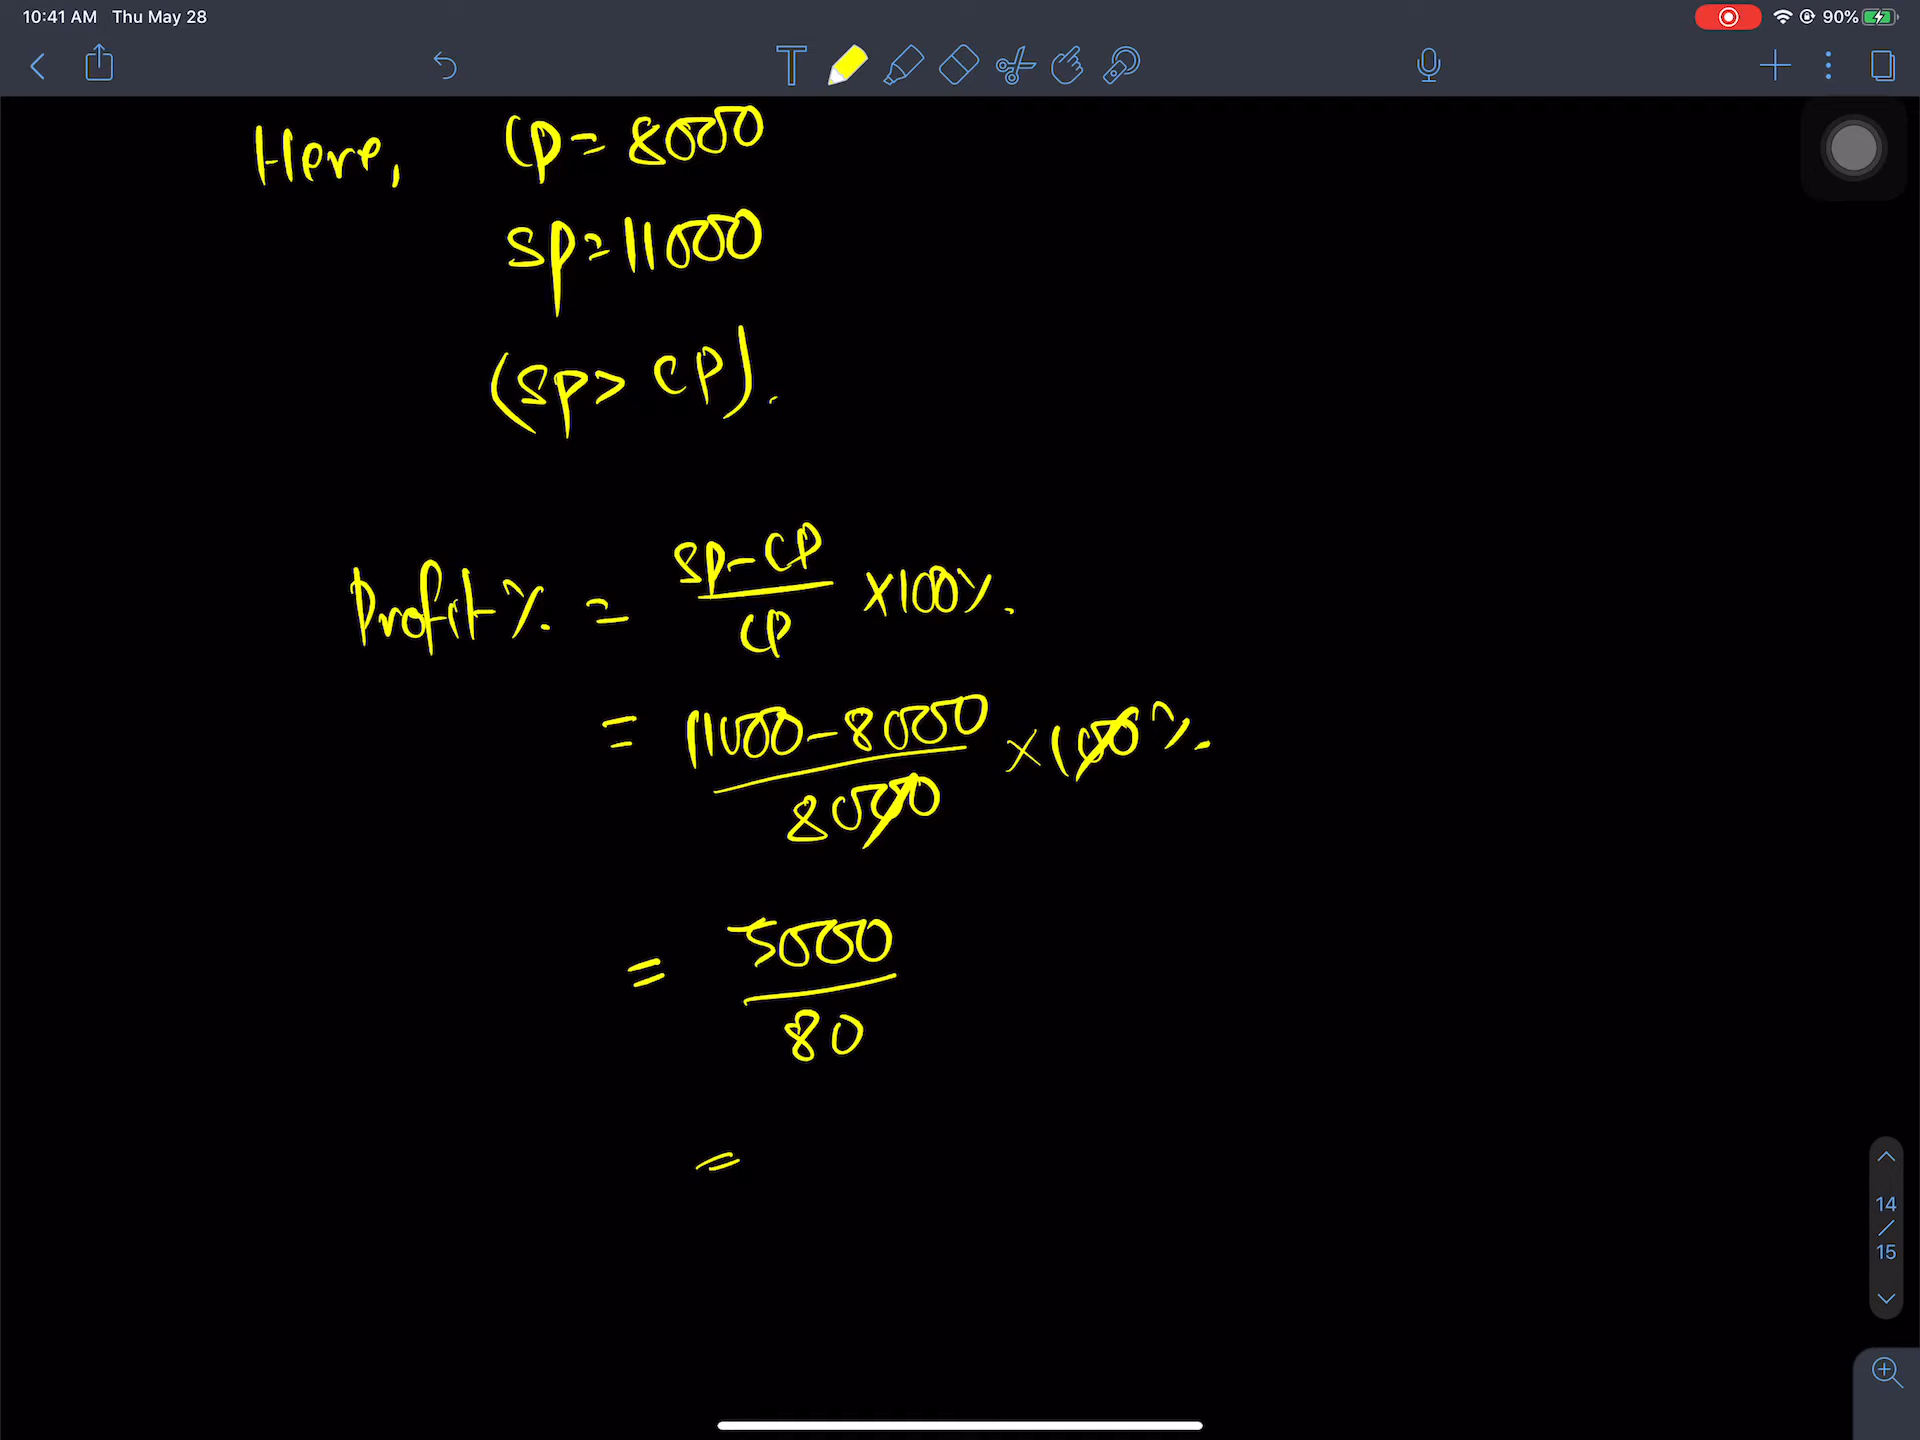 10:41 AM Thu May 28
90%
T
Here, CP = 8000
SP = 11000
(SP > CP).
Profit % = SP - CP / CP × 100%.
= 11000 - 8000 / 8000 × 100%.
= 3000 / 80
=
14
/
15